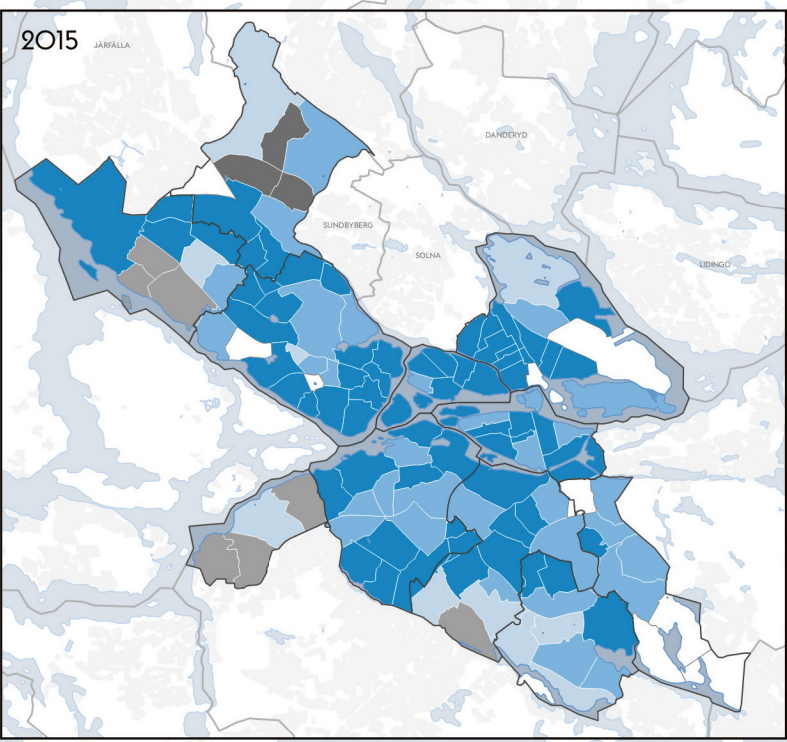 2015
JÄRFÄLLA
DANDERYD
SUNDBYBERG
SOLNA
LIDINGÖ